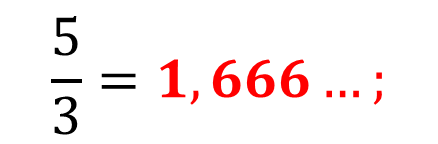 5/3 = 1,666 ... ;